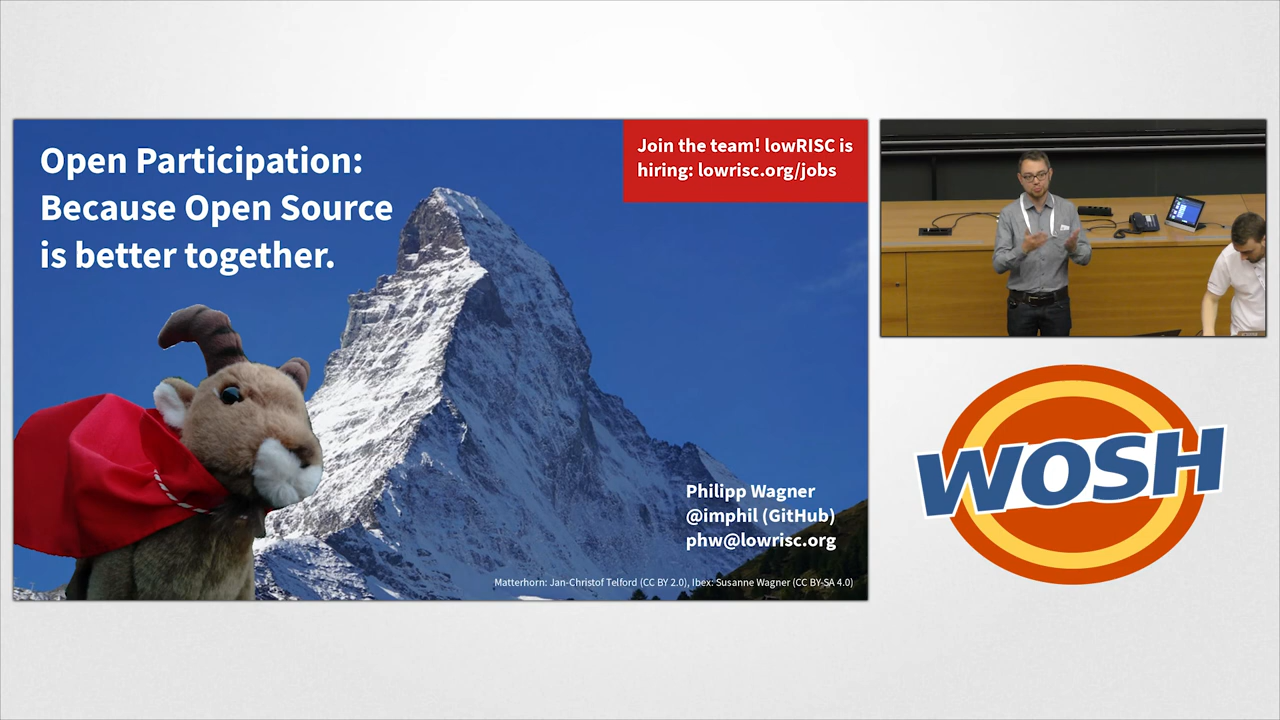 Open Participation:
Because Open Source
is better together.
Join the team! lowRISC is
hiring: lowrisc.org/jobs
Philipp Wagner
@imphil (GitHub)
phw@lowrisc.org
Matterhorn: Jan-Christof Telford (CC BY 2.0), Ibex: Susanne Wagner (CC BY-SA 4.0)
WOSH